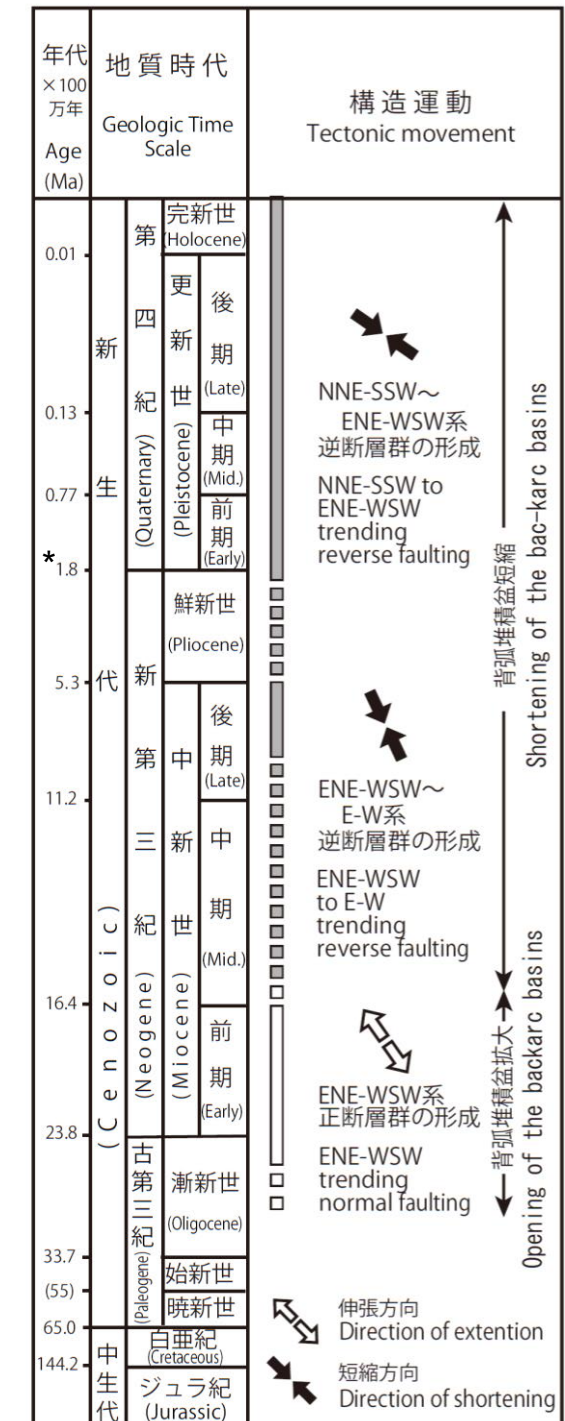 年代
×100
万年
Age
(Ma)
地質時代
Geologic Time
Scale
構造運動
Tectonic movement
0.01
0.13
0.77
*
1.8
5.3
11.2
16.4
23.8
33.7
(55)
65.0
144.2
新生代
(Cenozoic)
中生代
第四紀
(Quaternary)
新第三紀
(Neogene)
古第三紀
(Paleogene)
完新世
(Holocene)
更新世
(Pleistocene)
後期
(Late)
中期
(Mid.)
前期
(Early)
鮮新世
(Pliocene)
中新世
(Miocene)
後期
(Late)
中期
(Mid.)
前期
(Early)
漸新世
(Oligocene)
始新世
暁新世
白亜紀
(Cretaceous)
ジュラ紀
(Jurassic)
NNE-SSW〜
ENE-WSW系
逆断層群の形成
NNE-SSW to
ENE-WSW
trending
reverse faulting
ENE-WSW〜
E-W系
逆断層群の形成
ENE-WSW
to E-W
trending
reverse faulting
ENE-WSW系
正断層群の形成
ENE-WSW
trending
normal faulting
背弧堆積盆短縮
Shortening of the bac-karc basins
背弧堆積盆拡大
Opening of the backarc basins
伸張方向
Direction of extention
短縮方向
Direction of shortening